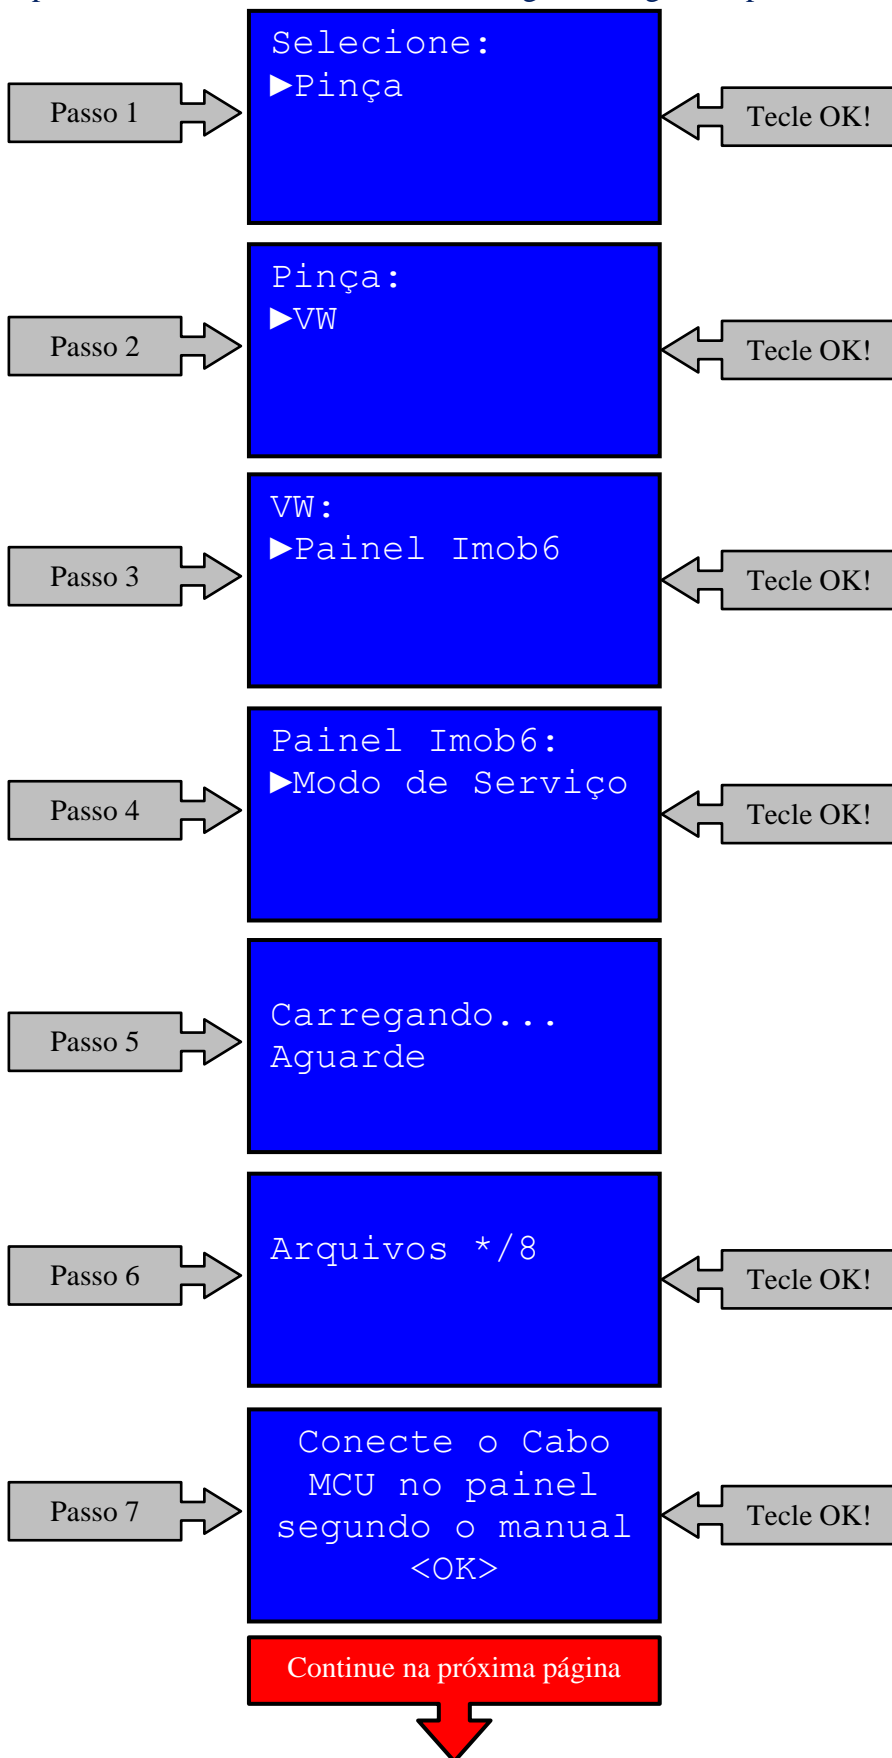 Selecione:
►Pinça
Passo 1
Tecle OK!
Pinça:
►VW
Passo 2
Tecle OK!
VW:
►Painel Imob6
Passo 3
Tecle OK!
Painel Imob6:
►Modo de Serviço
Passo 4
Tecle OK!
Carregando...
Aguarde
Passo 5
Arquivos */8
Passo 6
Tecle OK!
Conecte o Cabo
MCU no painel
segundo o manual
<OK>
Passo 7
Tecle OK!
Continue na próxima página